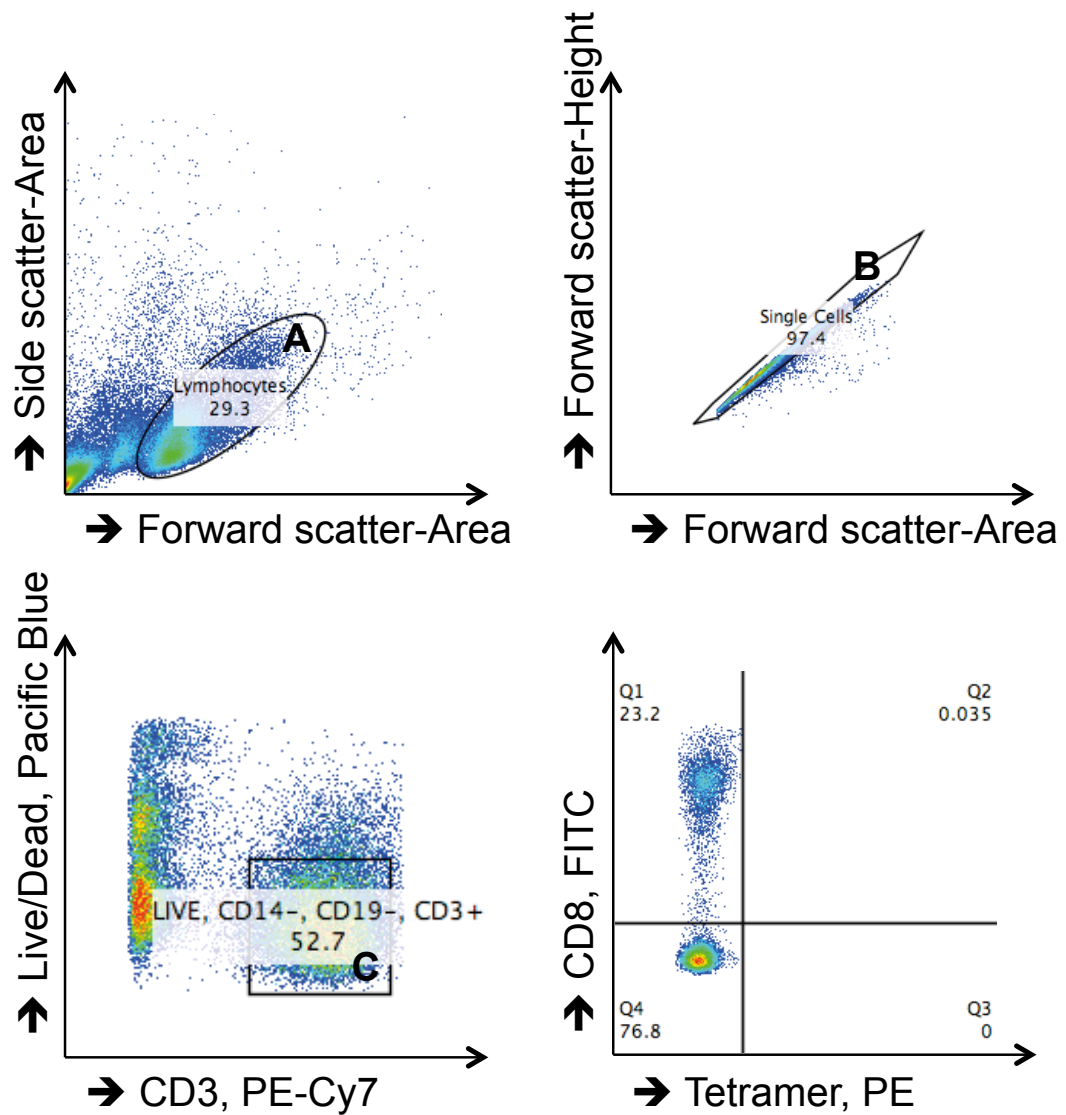 Side scatter-Area
A
Lymphocytes
29.3
Forward scatter-Area
Forward scatter-Height
B
Single Cells
97.4
Forward scatter-Area
Live/Dead, Pacific Blue
LIVE, CD14-, CD19-, CD3+
52.7
C
CD3, PE-Cy7
CD8, FITC
Q1
23.2
Q2
0.035
Q4
76.8
Q3
0
Tetramer, PE